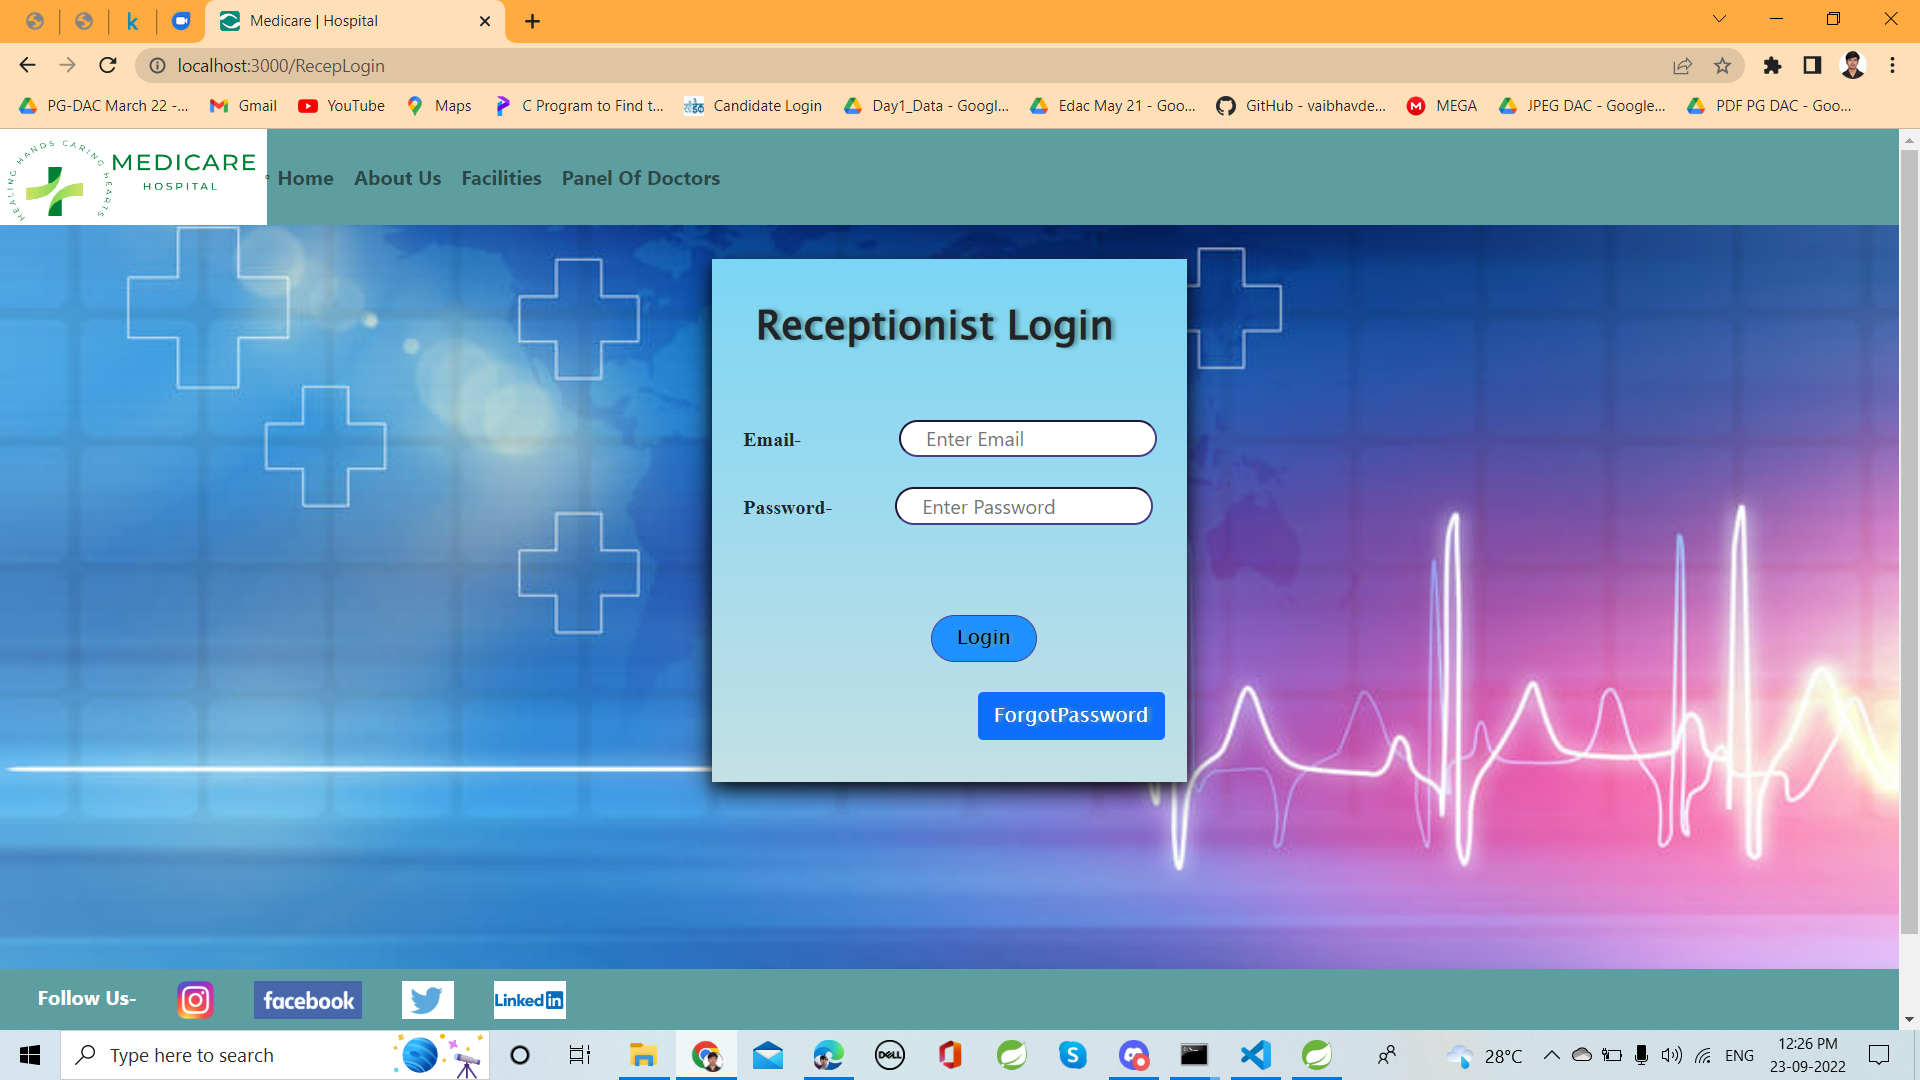 Medicare | Hospital
localhost:3000/RecepLogin
PG-DAC March 22 -...
Gmail
YouTube
Maps
C Program to Find t...
Candidate Login
Day1_Data - Googl...
Edac May 21 - Goo...
GitHub - vaibhavde...
MEGA
JPEG DAC - Google...
PDF PG DAC - Goo...
HEALING HANDS CARING HEARTS
MEDICARE
HOSPITAL
Home
About Us
Facilities
Panel Of Doctors
Receptionist Login
Email-
Enter Email
Password-
Enter Password
Login
ForgotPassword
Follow Us-
facebook
Linked in
Type here to search
DELL
28°C
ENG
12:26 PM
23-09-2022